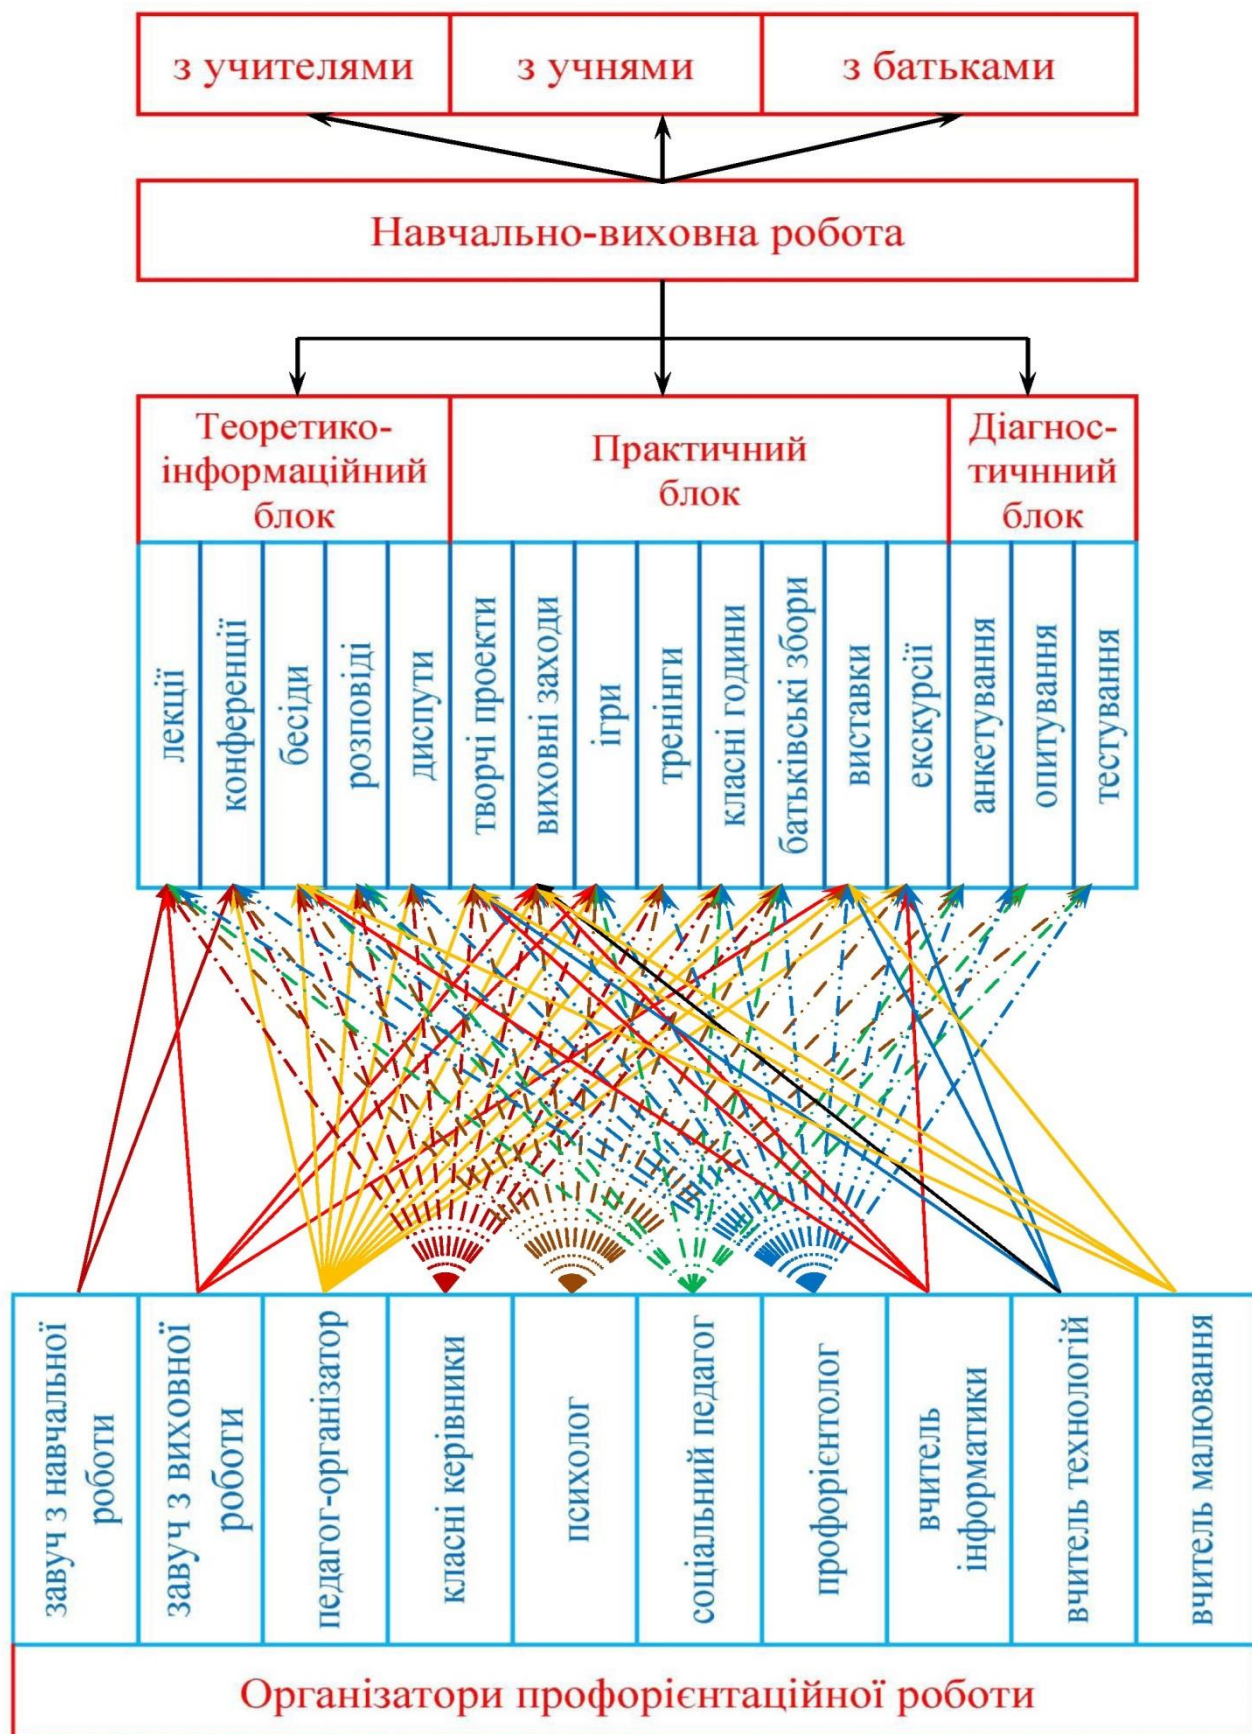 з учителями
з учнями
з батьками
Навчально-виховна робота
Теоретико-
інформаційний
блок
Практичний
блок
Діагнос-
тичнний
блок
лекції
конференції
бесіди
розповіді
диспути
творчі проекти
виховні заходи
ігри
тренінги
класні години
батьківські збори
виставки
екскурсії
анкетування
опитування
тестування
завуч з навчальної
роботи
завуч з виховної
роботи
педагог-організатор
класні керівники
психолог
соціальний педагог
профорієнтолог
вчитель
інформатики
вчитель технологій
вчитель малювання
Організатори профорієнтаційної роботи